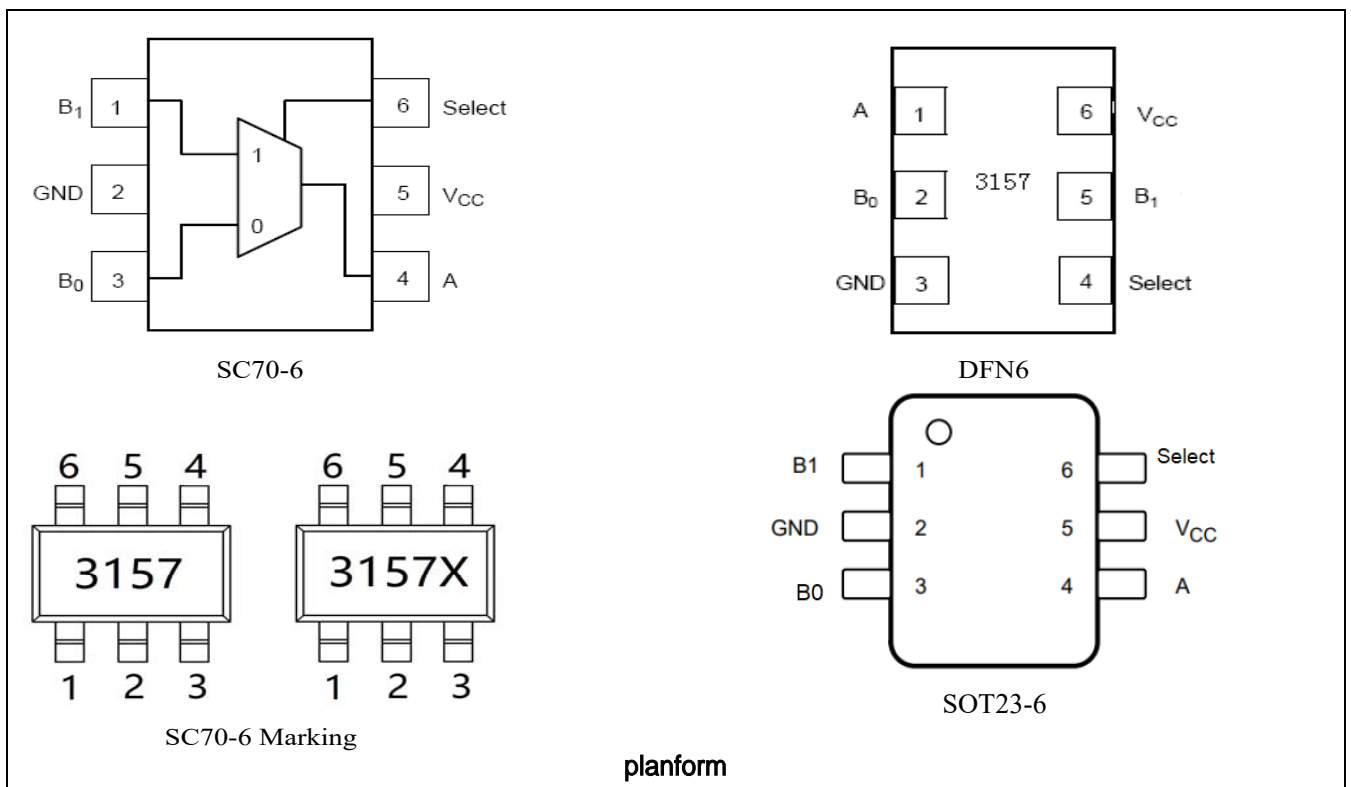 B1 1 6 Select
1
GND 2 5 VCC
0
B0 3 4 A
SC70-6
A 1 6 VCC
B0 2 3157 5 B1
GND 3 4 Select
DFN6
6 5 4
3157
1 2 3
6 5 4
3157X
1 2 3
SC70-6 Marking
B1 1 6 Select
GND 2 5 VCC
B0 3 4 A
SOT23-6
planform